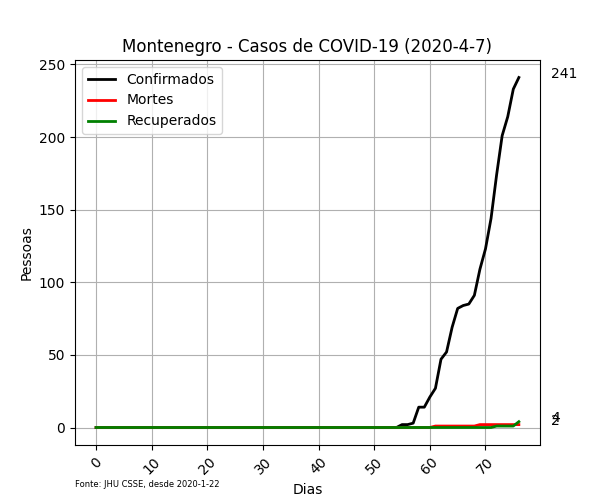 Montenegro - Casos de COVID-19 (2020-4-7)
Confirmados
Mortes
Recuperados
250
200
150
100
50
0
Pessoas
241
4
2
0
10
20
30
40
50
60
70
Dias
Fonte: JHU CSSE, desde 2020-1-22